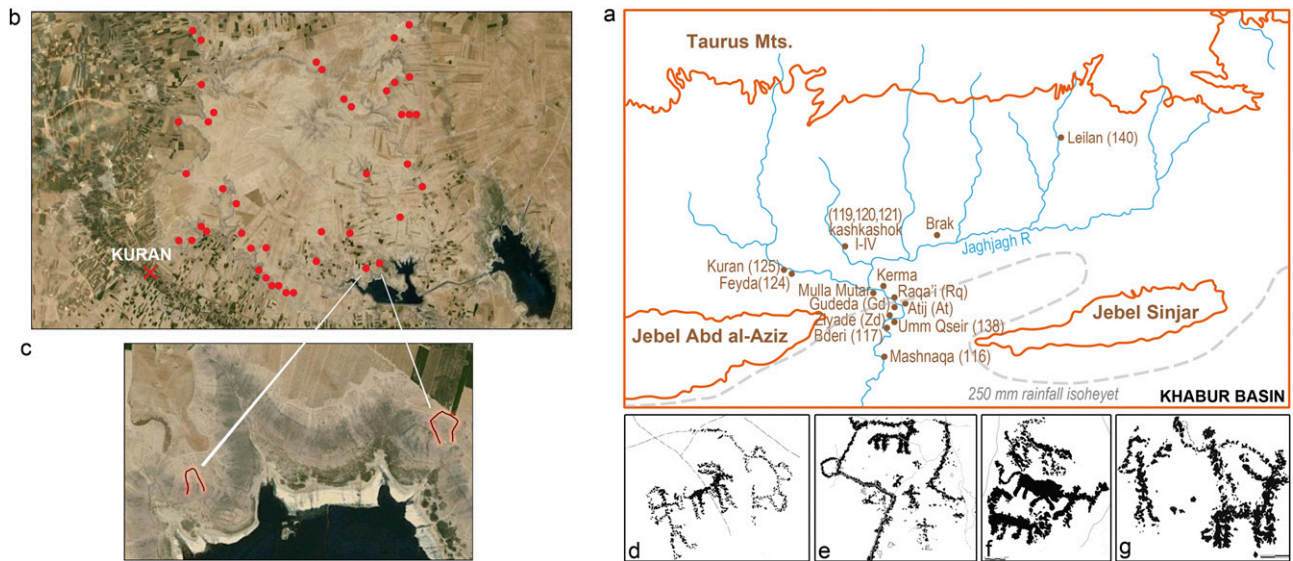 b
KURAN
c
a
Taurus Mts.
Leilan (140)
(119,120,121)
kashkashok
I-IV
Brak
Jaghjagh R
Kuran (125)
Feyda(124)
Kerma
Mulla Mutar
Raqa'i (Rq)
Gudeda (Gd)
Atij (At)
Ziyade (Zd)
Umm Qseir (138)
Bderi (117)
Jebel Abd al-Aziz
Jebel Sinjar
Mashnaqa (116)
250 mm rainfall isoheyet
KHABUR BASIN
d
e
f
g